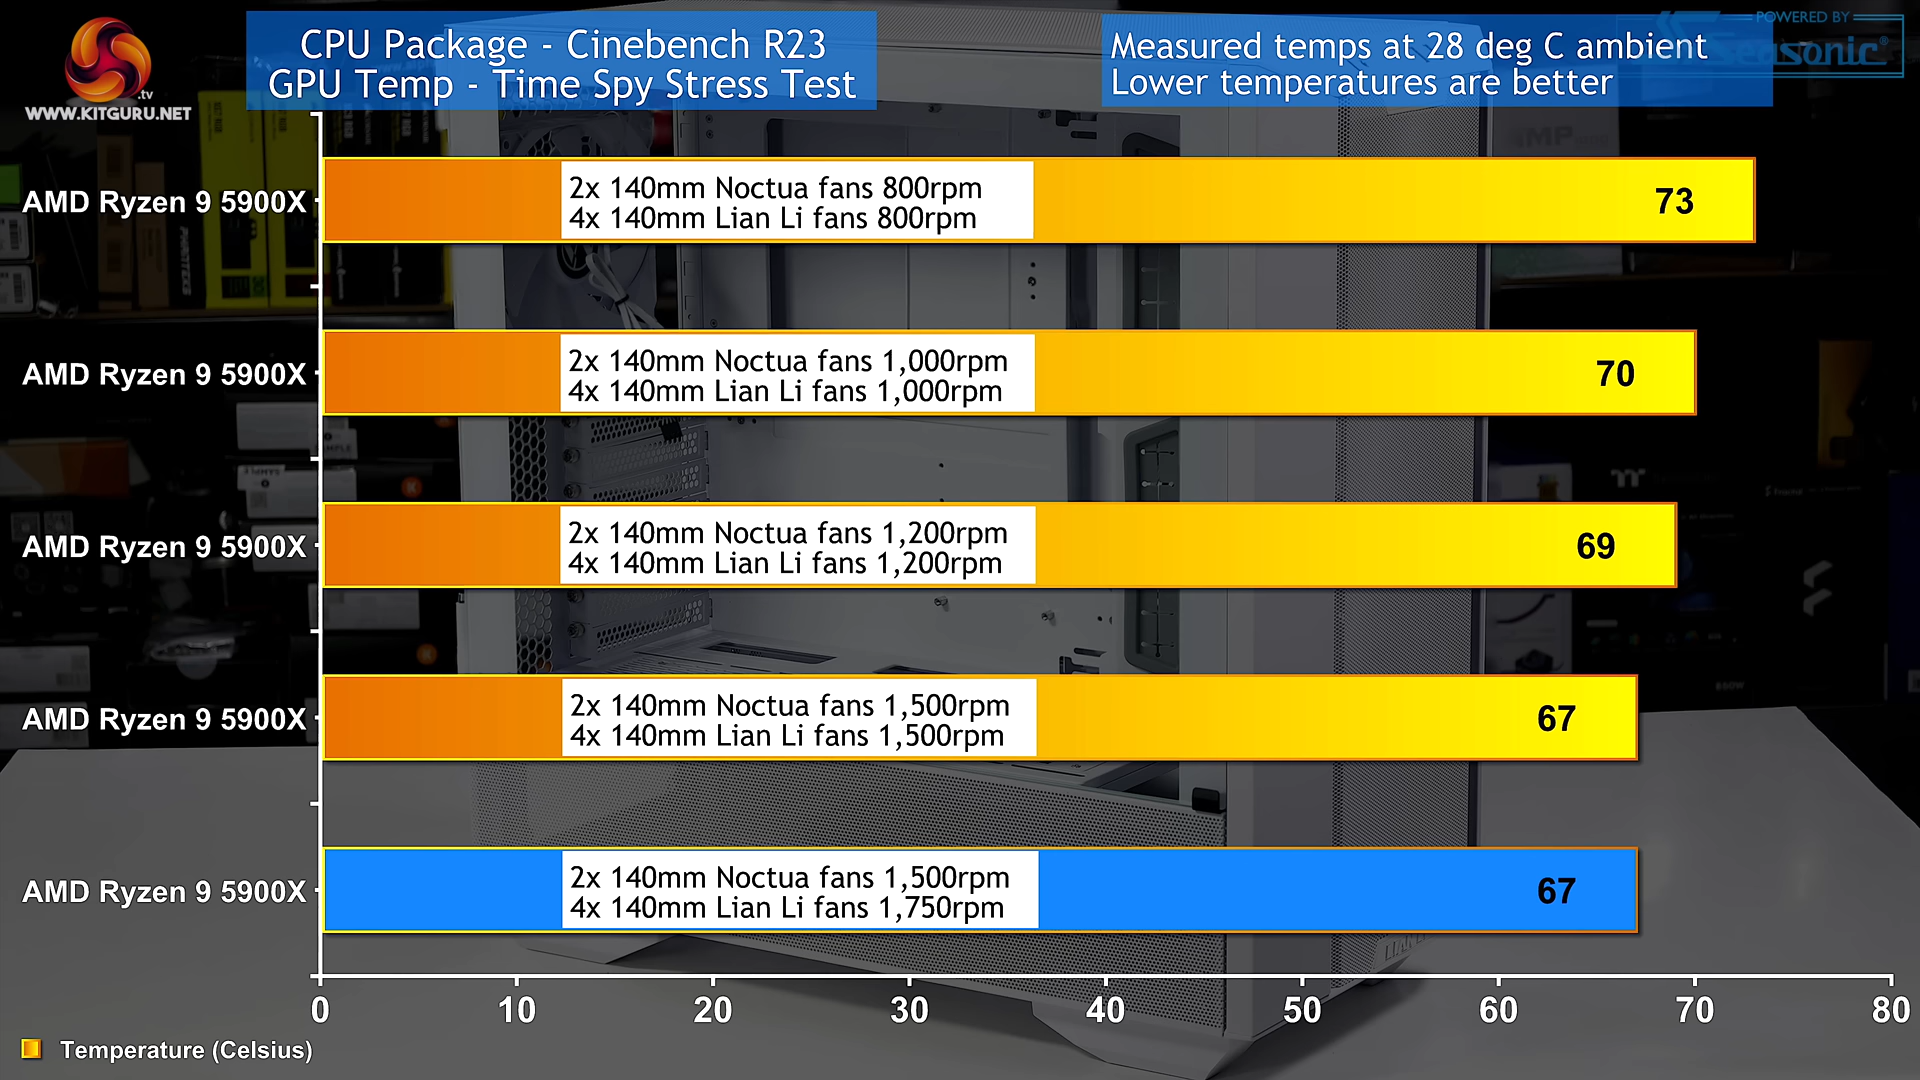 CPU Package - Cinebench R23
GPU Temp - Time Spy Stress Test
Measured temps at 28 deg C ambient
Lower temperatures are better
POWERED BY
Seasonic®
.tv
WWW.KITGURU.NET
AMD Ryzen 9 5900X
2x 140mm Noctua fans 800rpm
4x 140mm Lian Li fans 800rpm
73
AMD Ryzen 9 5900X
2x 140mm Noctua fans 1,000rpm
4x 140mm Lian Li fans 1,000rpm
70
AMD Ryzen 9 5900X
2x 140mm Noctua fans 1,200rpm
4x 140mm Lian Li fans 1,200rpm
69
AMD Ryzen 9 5900X
2x 140mm Noctua fans 1,500rpm
4x 140mm Lian Li fans 1,500rpm
67
AMD Ryzen 9 5900X
2x 140mm Noctua fans 1,500rpm
4x 140mm Lian Li fans 1,750rpm
67
0 10 20 30 40 50 60 70 80
Temperature (Celsius)